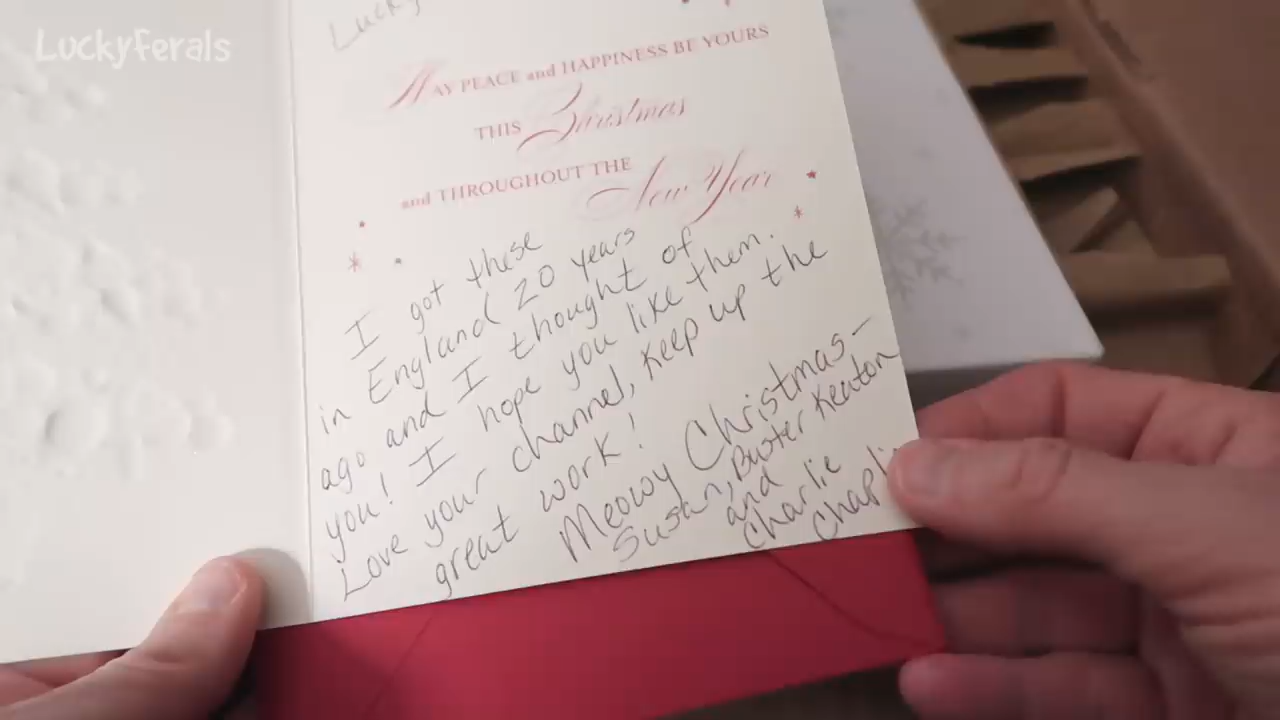 LuckyFerals
Lucky
MAY PEACE and HAPPINESS BE YOURS
THIS Christmas
and THROUGHOUT THE New Year
I got these
in England 20 years
ago and I thought of
you! I hope you like them.
Love your channel, keep up the
great work!
Meowy Christmas-
Susan, Buster Keaton
and
Charlie
Chaplin